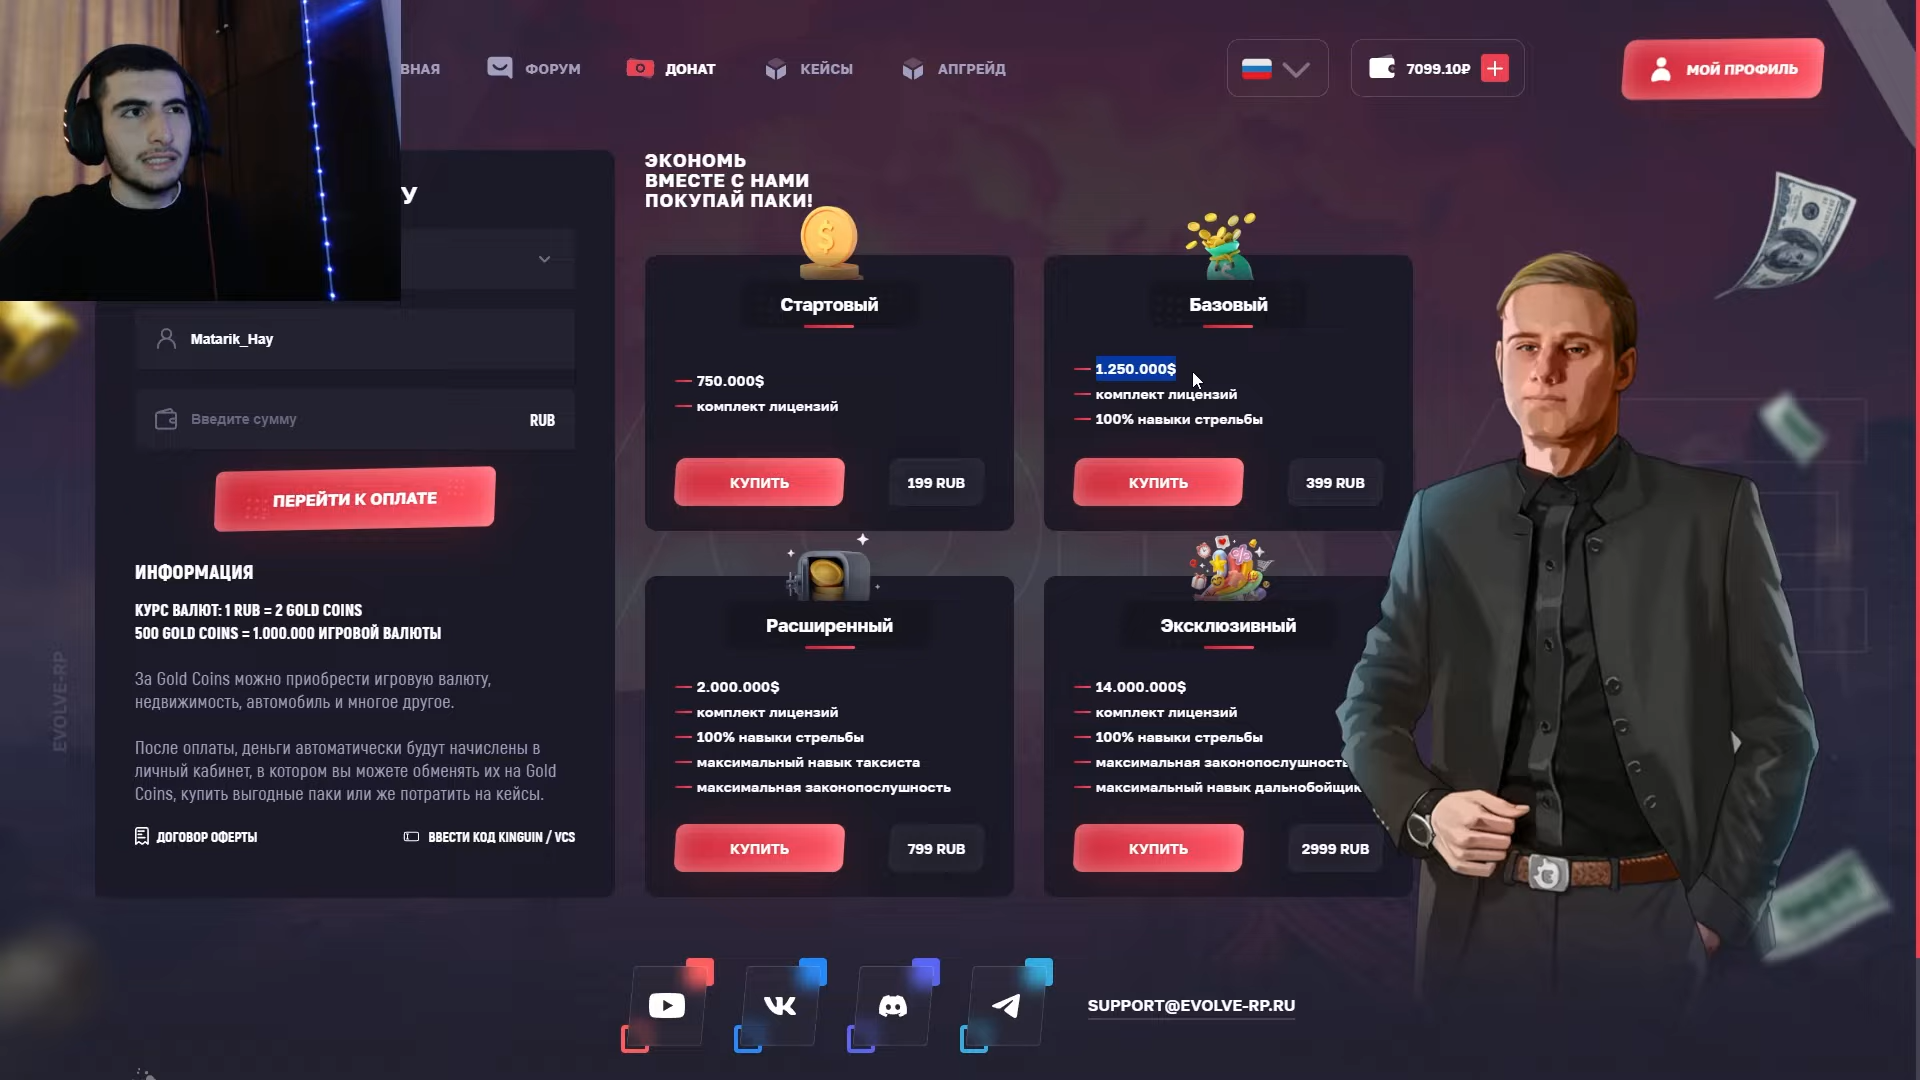 ВНАЯ
ФОРУМ
ДОНАТ
КЕЙСЫ
АПГРЕЙД
7099.10₽
МОЙ ПРОФИЛЬ
У
Matarik_Hay
Введите сумму
RUB
ПЕРЕЙТИ К ОПЛАТЕ
ИНФОРМАЦИЯ
КУРС ВАЛЮТ: 1 RUB = 2 GOLD COINS
500 GOLD COINS = 1.000.000 ИГРОВОЙ ВАЛЮТЫ
За Gold Coins можно приобрести игровую валюту,
недвижимость, автомобиль и многое другое.
После оплаты, деньги автоматически будут начислены в
личный кабинет, в котором вы можете обменять их на Gold
Coins, купить выгодные паки или же потратить на кейсы.
ДОГОВОР ОФЕРТЫ
ВВЕСТИ КОД KINGUIN / VCS
EVOLVE-RP
ЭКОНОМЬ
ВМЕСТЕ С НАМИ
ПОКУПАЙ ПАКИ!
Стартовый
750.000$
комплект лицензий
КУПИТЬ
199 RUB
Базовый
1.250.000$
комплект лицензий
100% навыки стрельбы
КУПИТЬ
399 RUB
Расширенный
2.000.000$
комплект лицензий
100% навыки стрельбы
максимальный навык таксиста
максимальная законопослушность
КУПИТЬ
799 RUB
Эксклюзивный
14.000.000$
комплект лицензий
100% навыки стрельбы
максимальная законопослушность
максимальный навык дальнобойщик
КУПИТЬ
2999 RUB
SUPPORT@EVOLVE-RP.RU